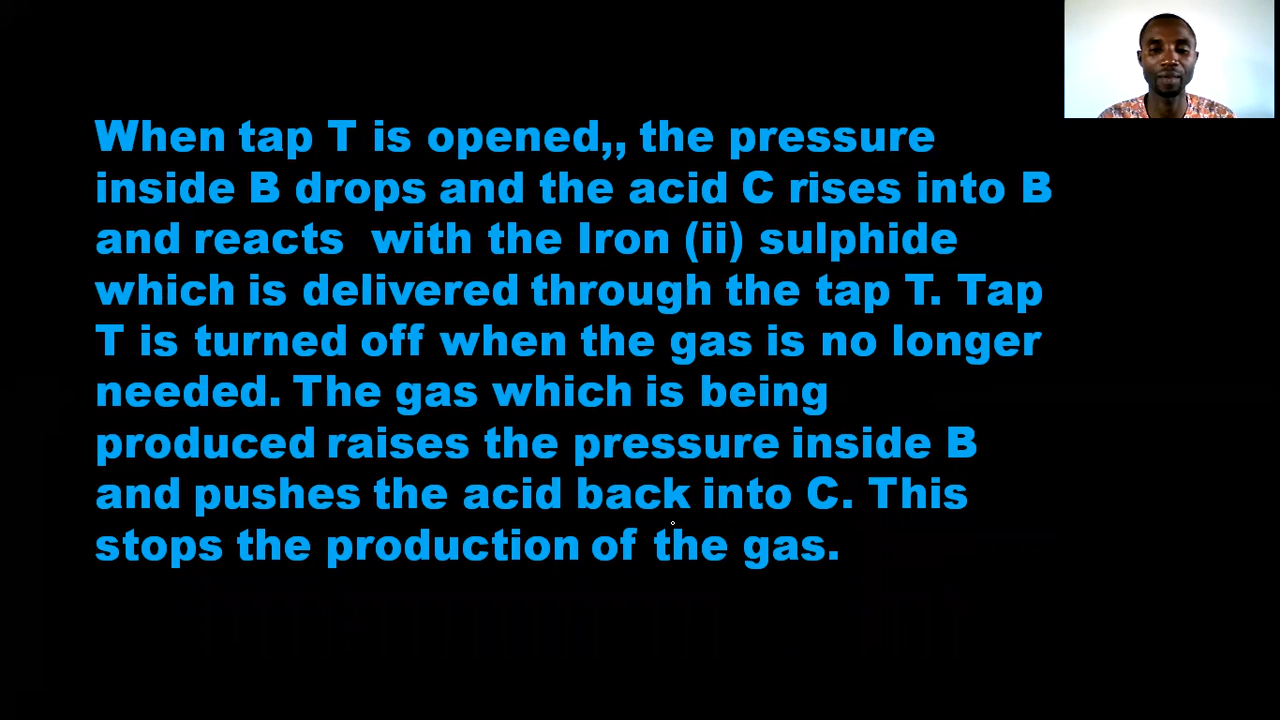 When tap T is opened,, the pressure
inside B drops and the acid C rises into B
and reacts  with the Iron (ii) sulphide
which is delivered through the tap T. Tap
T is turned off when the gas is no longer
needed. The gas which is being
produced raises the pressure inside B
and pushes the acid back into C. This
stops the production of the gas.